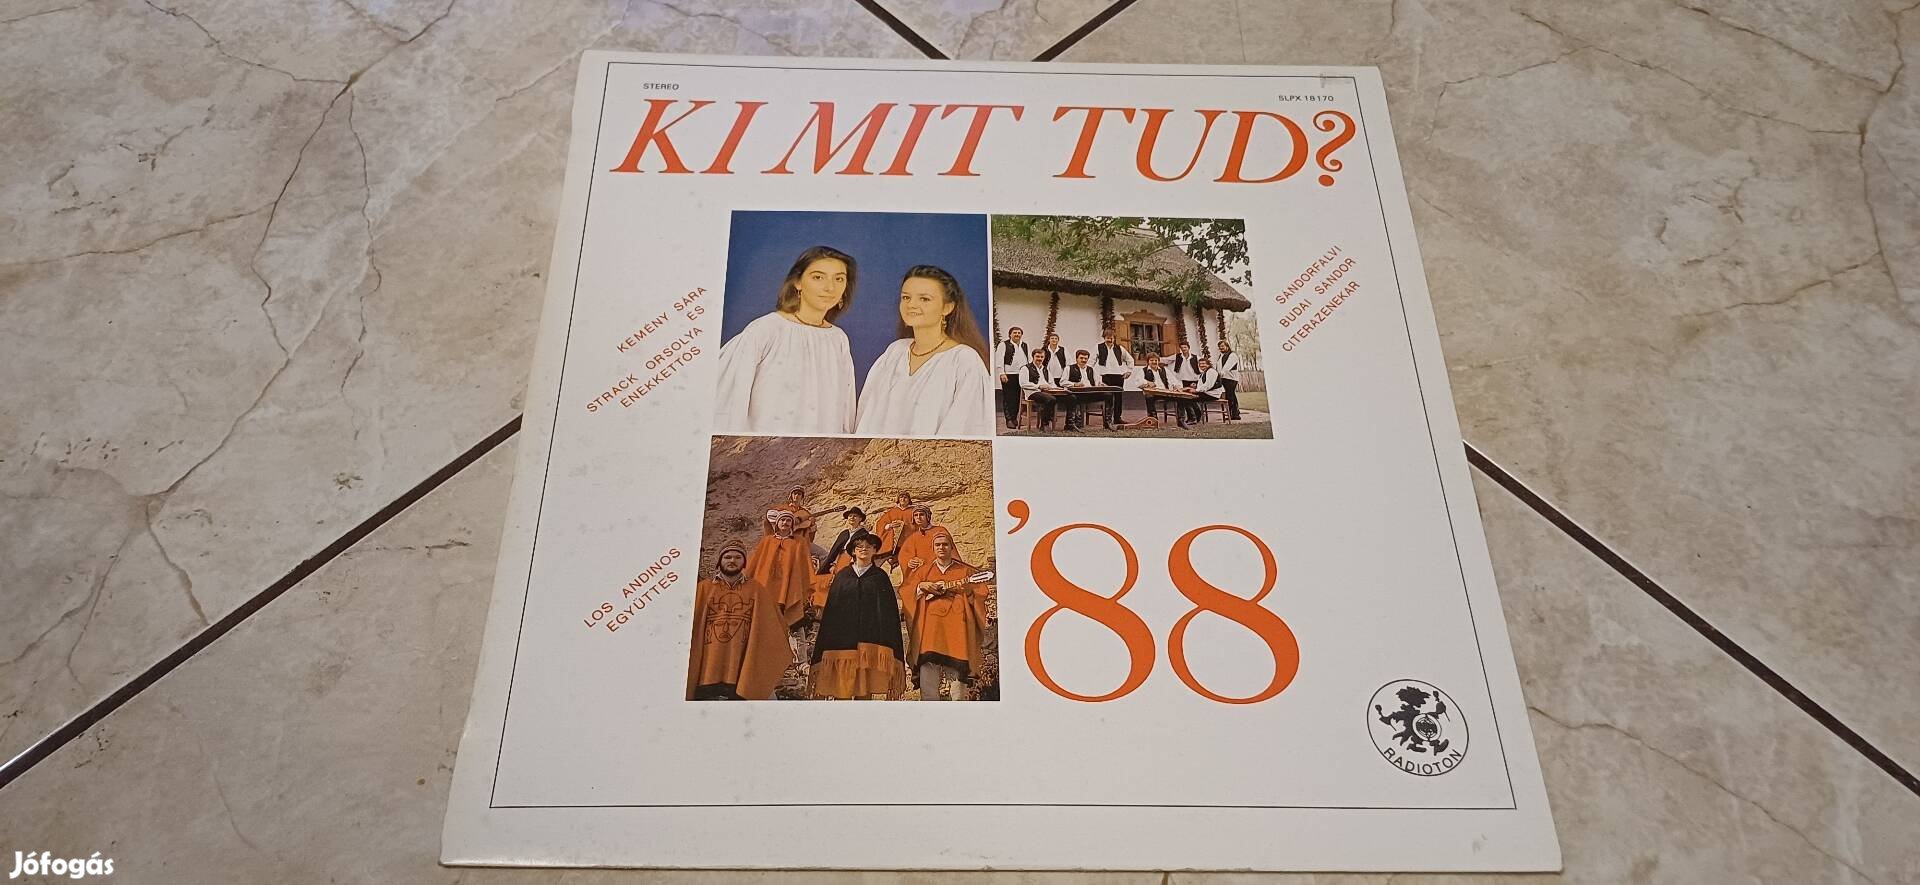 STEREO
SLPX 18170
KI MIT TUD?
KEMÉNY SÁRA
STRACK ORSOLYA ÉS
ÉNEKKETTŐS
SÁNDORFALVI
BUDAI SÁNDOR
CITERAZENEKAR
LOS ANDINOS
EGYÜTTES
'88
RADIOTON
Jófogás